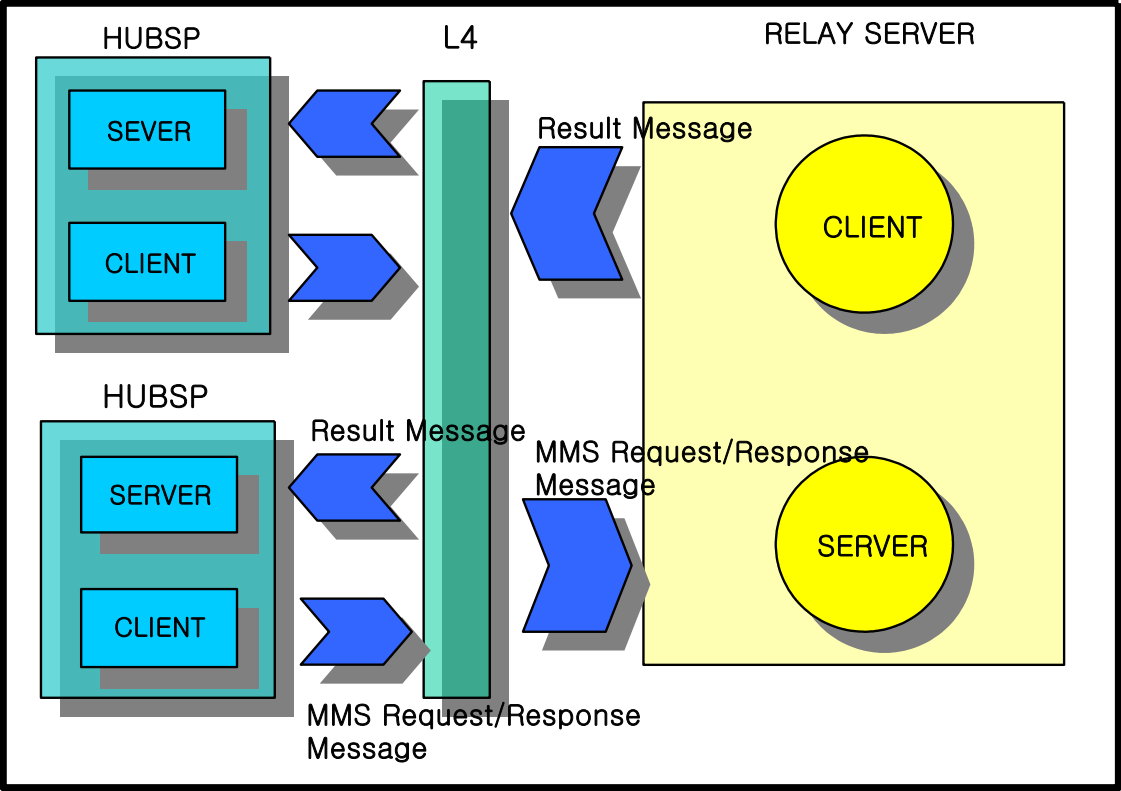 HUBSP
L4
RELAY SERVER
SEVER
Result Message
CLIENT
CLIENT
HUBSP
Result Message
MMS Request/Response
Message
SERVER
SERVER
CLIENT
MMS Request/Response
Message